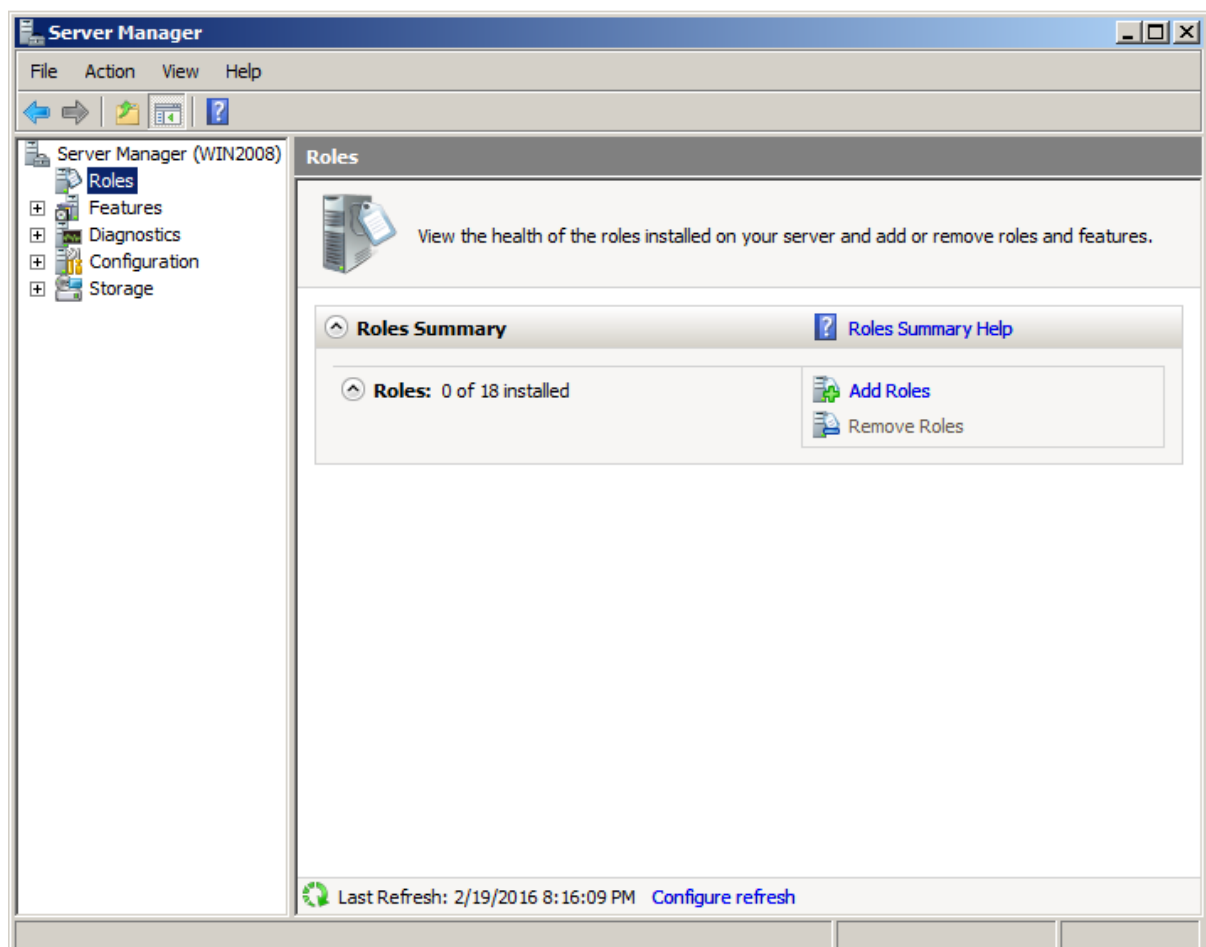 Server Manager
File Action View Help
Server Manager (WIN2008)
Roles
Features
Diagnostics
Configuration
Storage
Roles
View the health of the roles installed on your server and add or remove roles and features.
Roles Summary
Roles Summary Help
Roles: 0 of 18 installed
Add Roles
Remove Roles
Last Refresh: 2/19/2016 8:16:09 PM Configure refresh